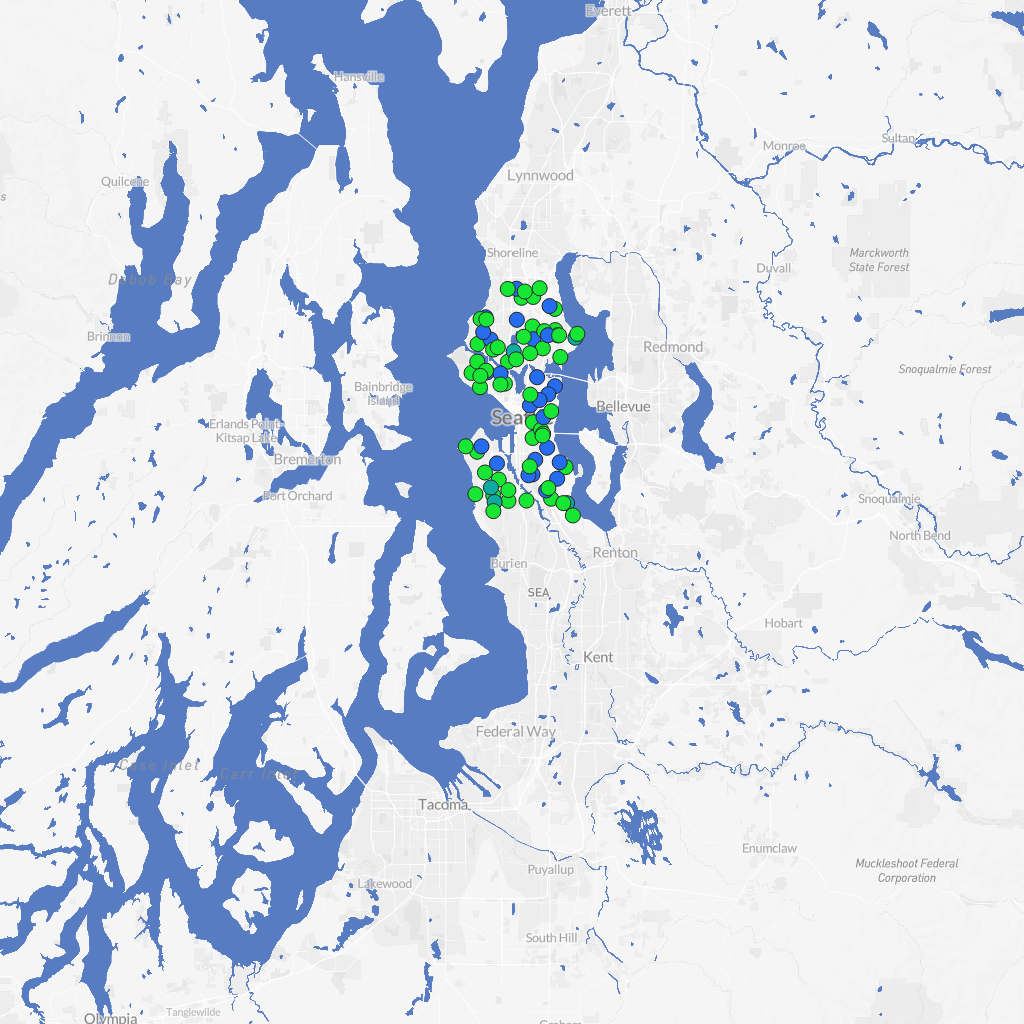 Everett
Hansville
Sultan
Monroe
Lynnwood
Quilcene
Marckworth
State Forest
Shoreline
Duvall
Dabob Bay
Brinnon
Redmond
Snoqualmie Forest
Bainbridge
Island
Bellevue
Erlands Point-
Kitsap Lake
Bremerton
Port Orchard
Snoqualmie
North Bend
Renton
Burien
SEA
Hobart
Kent
Federal Way
Case Inlet
Carr Inlet
Tacoma
Enumclaw
Muckleshoot Federal
Corporation
Puyallup
Lakewood
South Hill
Tanglewilde
Olympia